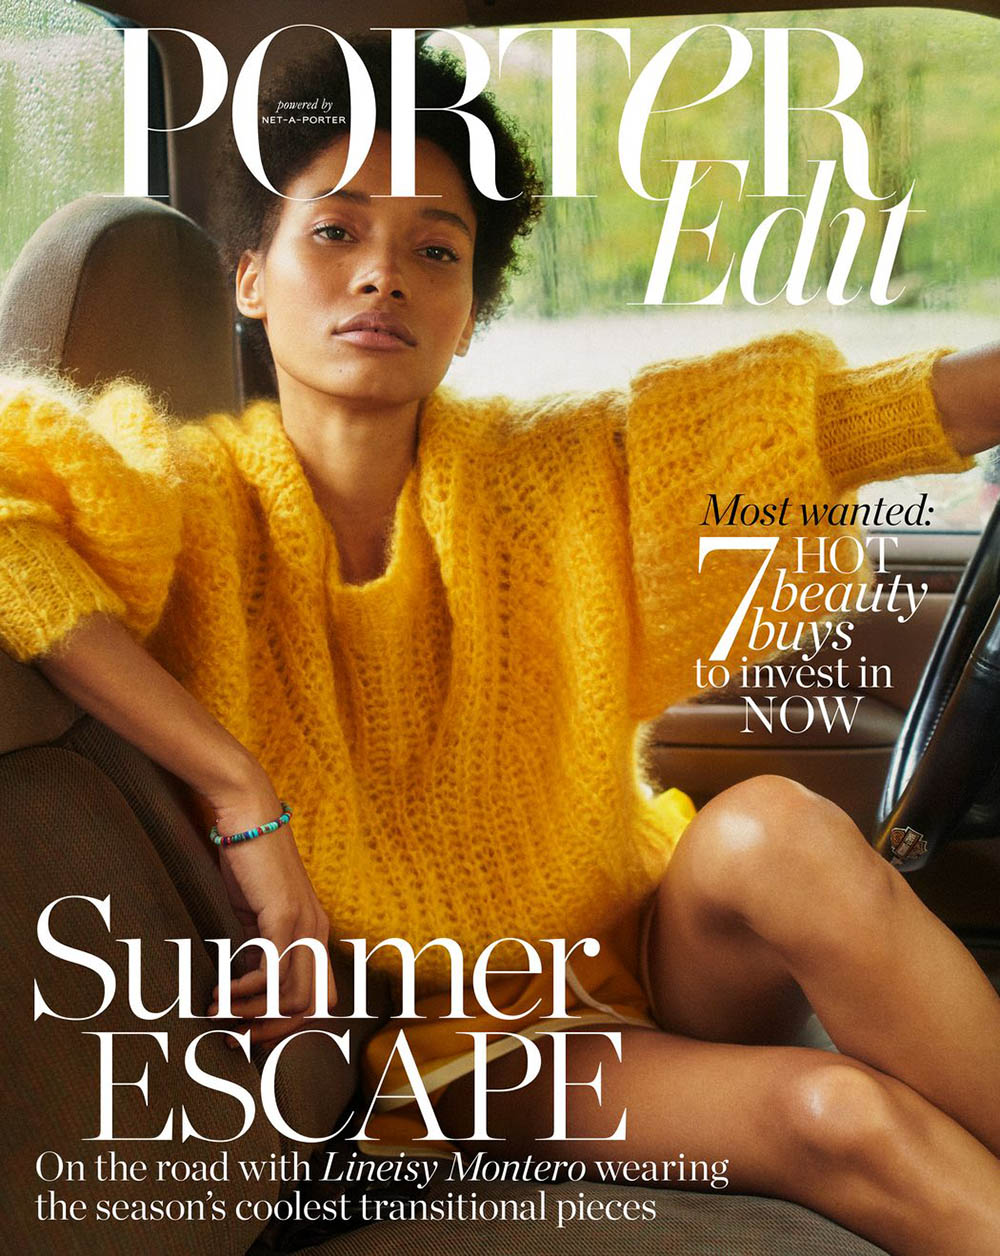 PORTER
powered by
NET-A-PORTER
Edit
Most wanted:
7 HOT
beauty
buys
to invest in
NOW
Summer
ESCAPE
On the road with Lineisy Montero wearing
the season's coolest transitional pieces